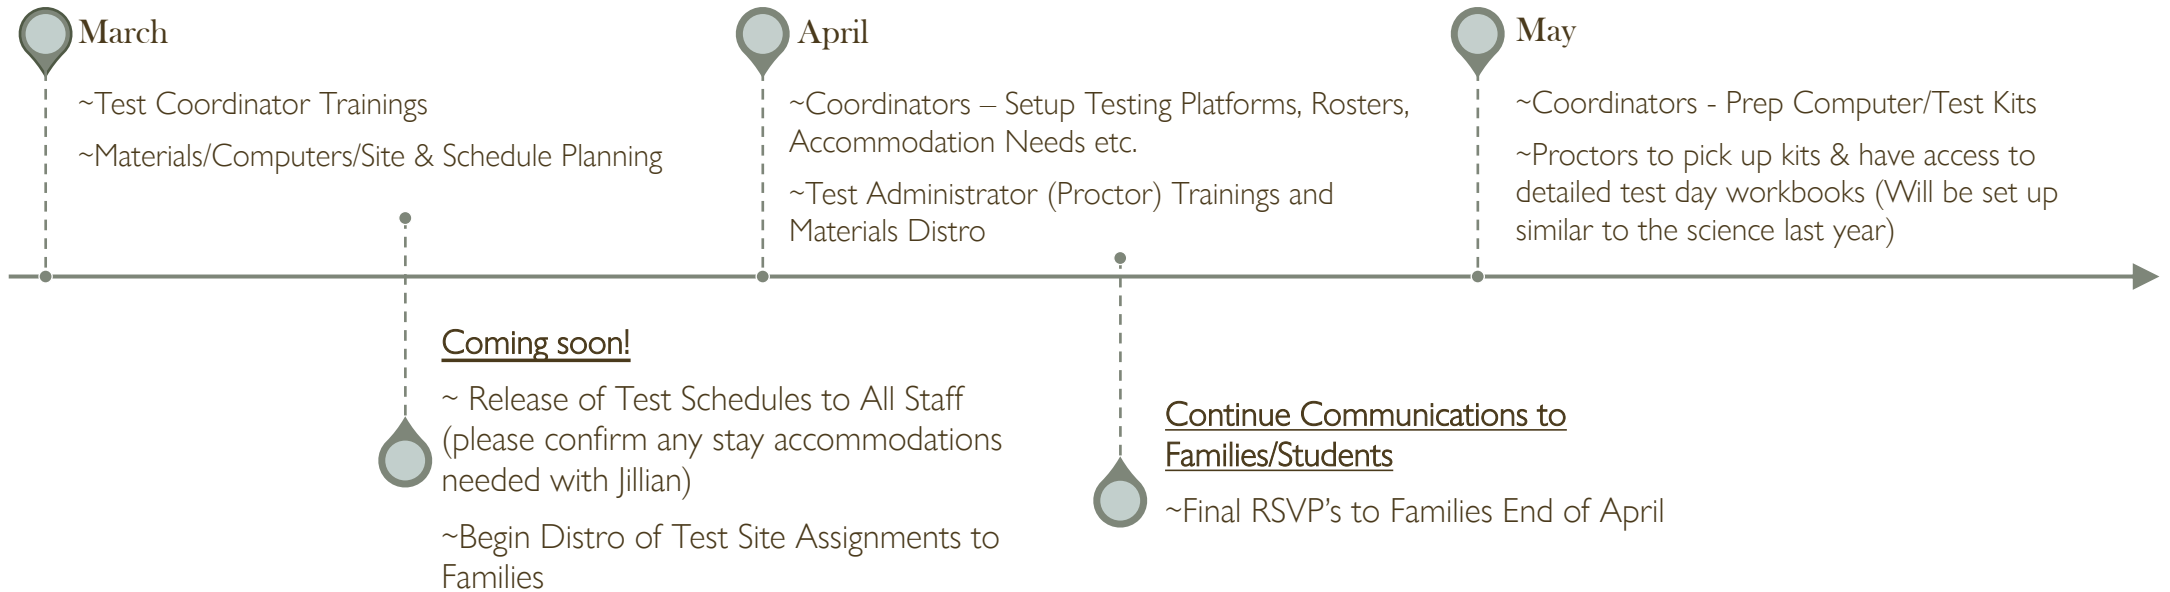 March
~Test Coordinator Trainings
~Materials/Computers/Site & Schedule Planning
April
~Coordinators – Setup Testing Platforms, Rosters,
Accommodation Needs etc.
~Test Administrator (Proctor) Trainings and
Materials Distro
May
~Coordinators - Prep Computer/Test Kits
~Proctors to pick up kits & have access to
detailed test day workbooks (Will be set up
similar to the science last year)
Coming soon!
~ Release of Test Schedules to All Staff
(please confirm any stay accommodations
needed with Jillian)
~Begin Distro of Test Site Assignments to
Families
Continue Communications to
Families/Students
~Final RSVP’s to Families End of April